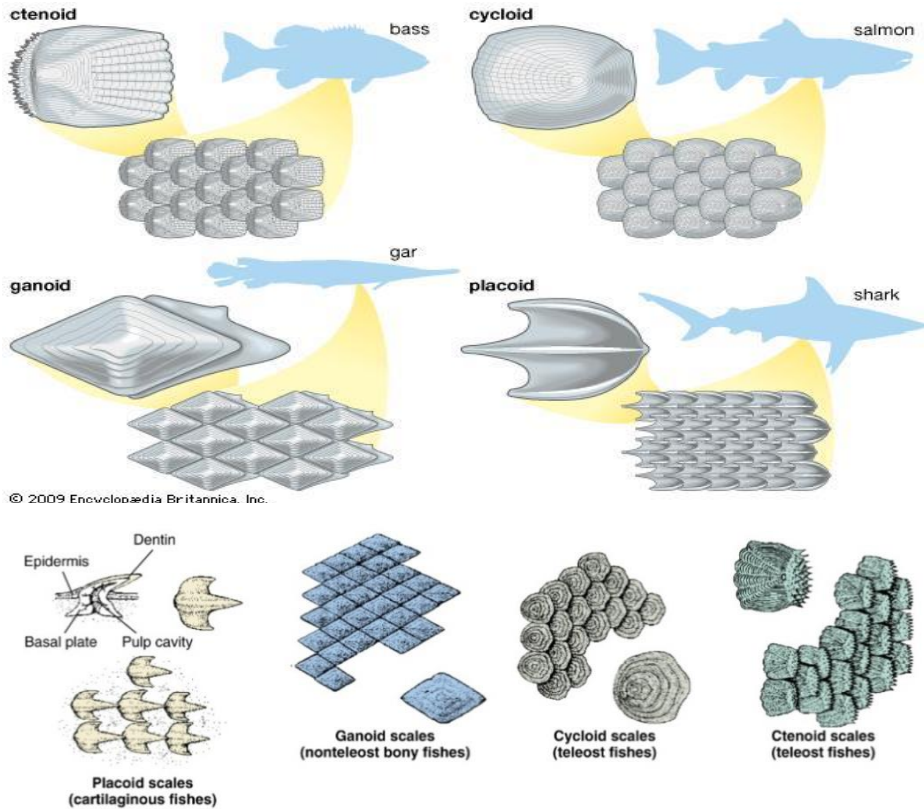 ctenoid
bass
cycloid
salmon
ganoid
gar
placoid
shark
© 2009 Encyclopædia Britannica, Inc.
Epidermis
Dentin
Basal plate
Pulp cavity
Placoid scales
(cartilaginous fishes)
Ganoid scales
(nonteleost bony fishes)
Cycloid scales
(teleost fishes)
Ctenoid scales
(teleost fishes)